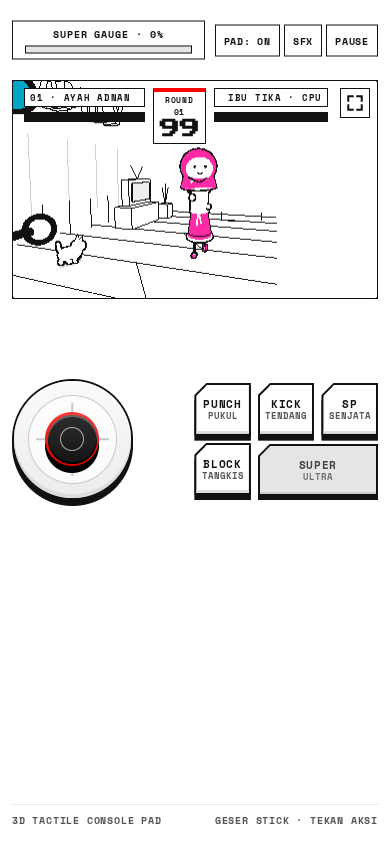 SUPER GAUGE · 0%
PAD: ON
SFX
PAUSE
01 · AYAH ADNAN
ROUND
01
99
IBU TIKA · CPU
PUNCH
PUKUL
KICK
TENDANG
SP
SENJATA
BLOCK
TANGKIS
SUPER
ULTRA
3D TACTILE CONSOLE PAD
GESER STICK · TEKAN AKSI